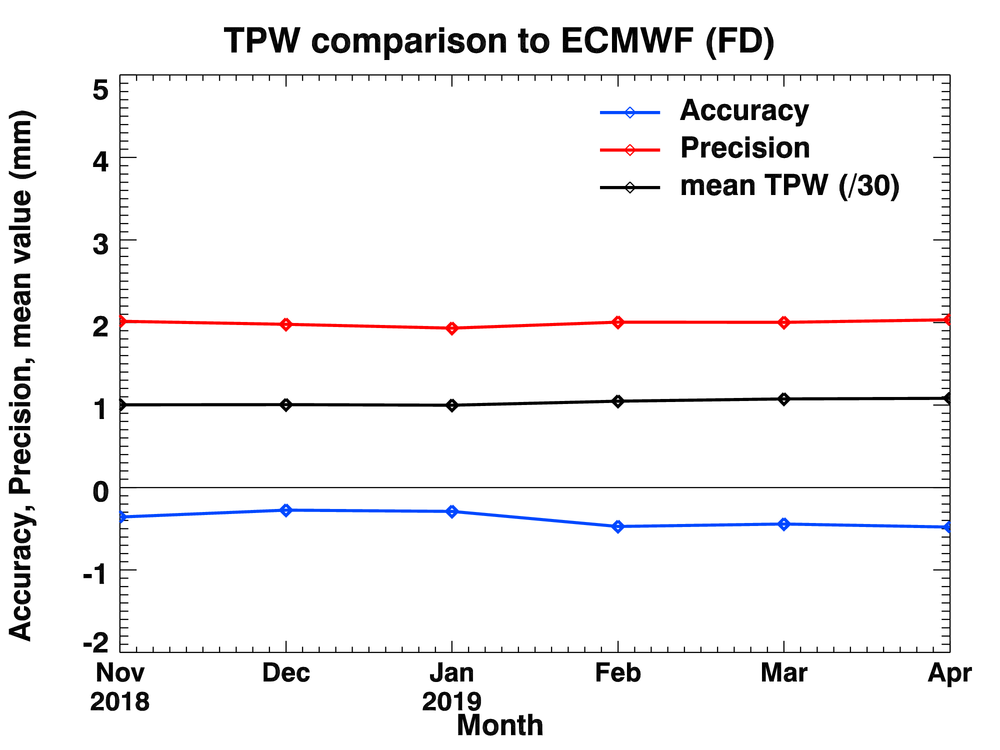 TPW comparison to ECMWF (FD)
Accuracy, Precision, mean value (mm)
5
4
3
2
1
0
-1
-2
Accuracy
Precision
mean TPW (/30)
Nov Dec Jan Feb Mar Apr
2018 2019
Month